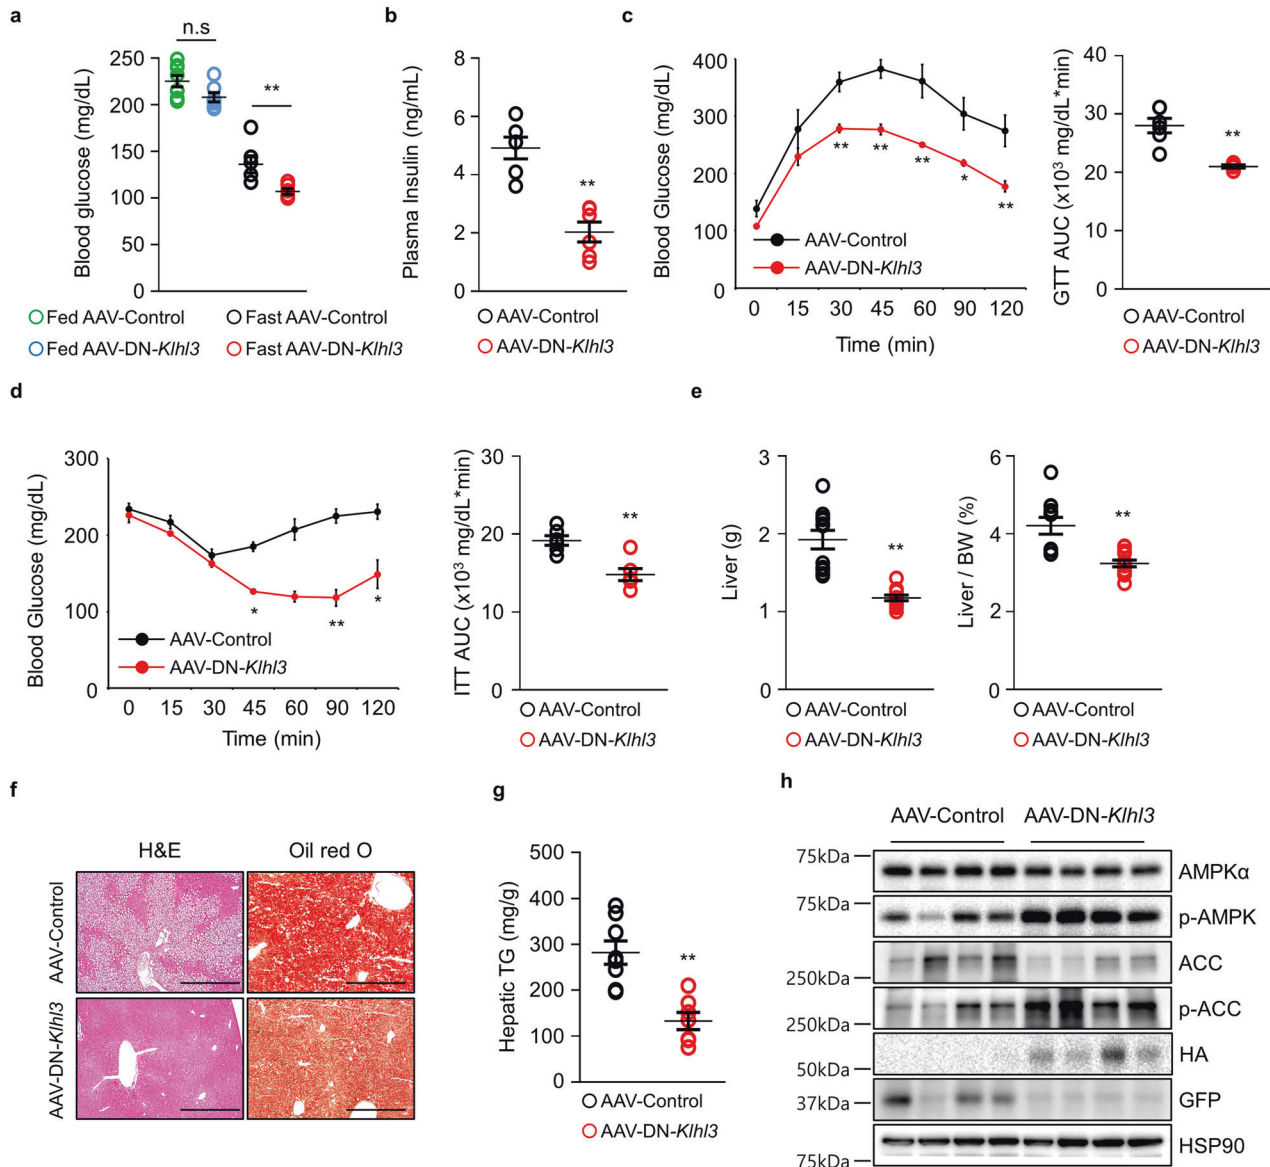 a
n.s
**
Blood glucose (mg/dL)
250
200
150
100
50
0
Fed AAV-Control
Fast AAV-Control
Fed AAV-DN-Klhl3
Fast AAV-DN-Klhl3
b
Plasma Insulin (ng/mL)
8
6
4
2
0
**
AAV-Control
AAV-DN-Klhl3
c
Blood Glucose (mg/dL)
400
300
200
100
0
** ** ** * **
AAV-Control
AAV-DN-Klhl3
0 15 30 45 60 90 120
Time (min)
GTT AUC (x10³ mg/dL*min)
40
30
20
10
0
**
AAV-Control
AAV-DN-Klhl3
d
Blood Glucose (mg/dL)
300
200
100
0
* ** *
AAV-Control
AAV-DN-Klhl3
0 15 30 45 60 90 120
Time (min)
ITT AUC (x10³ mg/dL*min)
30
20
10
0
**
AAV-Control
AAV-DN-Klhl3
e
Liver (g)
3
2
1
0
**
AAV-Control
AAV-DN-Klhl3
Liver / BW (%)
6
4
2
0
**
AAV-Control
AAV-DN-Klhl3
f
H&E
Oil red O
AAV-Control
AAV-DN-Klhl3
g
Hepatic TG (mg/g)
500
400
300
200
100
0
**
AAV-Control
AAV-DN-Klhl3
h
AAV-Control AAV-DN-Klhl3
75kDa
AMPKα
75kDa
p-AMPK
ACC
250kDa
p-ACC
250kDa
HA
50kDa
37kDa
GFP
HSP90
75kDa